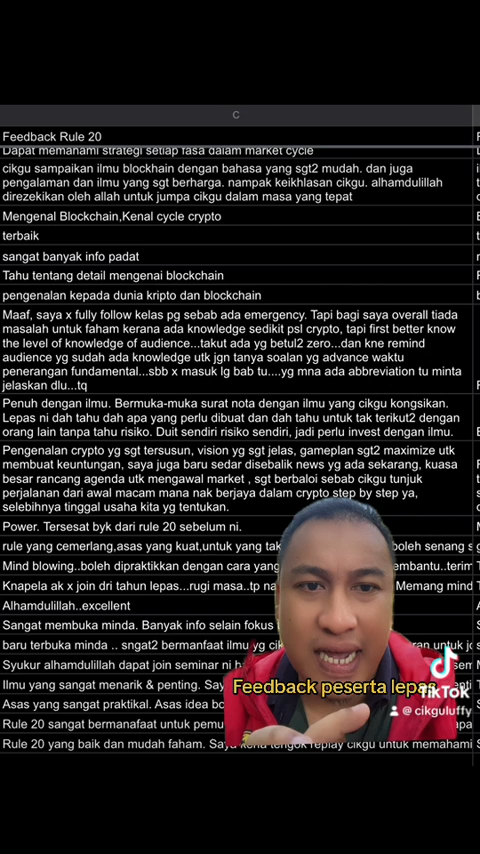 C
Feedback Rule 20
Dapat memahami strategi setiap fasa dalam market cycle
cikgu sampaikan ilmu blockhain dengan bahasa yang sgt2 mudah. dan juga
pengalaman dan ilmu yang sgt berharga. nampak keikhlasan cikgu. alhamdulillah
direzekikan oleh allah untuk jumpa cikgu dalam masa yang tepat
Mengenal Blockchain,Kenal cycle crypto
terbaik
sangat banyak info padat
Tahu tentang detail mengenai blockchain
pengenalan kepada dunia kripto dan blockchain
Maaf, saya x fully follow kelas pg sebab ada emergency. Tapi bagi saya overall tiada
masalah untuk faham kerana ada knowledge sedikit psl crypto, tapi first better know
the level of knowledge of audience...takut ada yg betul2 zero...dan kne remind
audience yg sudah ada knowledge utk jgn tanya soalan yg advance waktu
penerangan fundamental...sbb x masuk lg bab tu....yg mna ada abbreviation tu minta
jelaskan dlu...tq
Penuh dengan ilmu. Bermuka-muka surat nota dengan ilmu yang cikgu kongsikan.
Lepas ni dah tahu dah apa yang perlu dibuat dan dah tahu untuk tak terikut2 dengan
orang lain tanpa tahu risiko. Duit sendiri risiko sendiri, jadi perlu invest dengan ilmu.
Pengenalan crypto yg sgt tersusun, vision yg sgt jelas, gameplan sgt2 maximize utk
membuat keuntungan, saya juga baru sedar disebalik news yg ada sekarang, kuasa
besar rancang agenda utk mengawal market , sgt berbaloi sebab cikgu tunjuk
perjalanan dari awal macam mana nak berjaya dalam crypto step by step ya,
selebihnya tinggal usaha kita yg tentukan.
Power. Tersesat byk dari rule 20 sebelum ni.
rule yang cemerlang,asas yang kuat,untuk yang tak boleh senang s
Mind blowing..boleh dipraktikkan dengan cara yang
Knapela ak x join dri tahun lepas...rugi masa..tp Memang mind
Alhamdulillah..excellent
Sangat membuka minda. Banyak info selain fokus
baru terbuka minda .. sngat2 bermanfaat ilmu yg untuk
Syukur alhamdulillah dapat join seminar ni
Ilmu yang sangat menarik & penting.
Asas yang sangat praktikal. Asas idea
Rule 20 sangat bermanafaat untuk
Rule 20 yang baik dan mudah faham. Saya kena tengok replay cikgu untuk memahami
Feedback peserta lepas
TikTok
@ cikguluffy